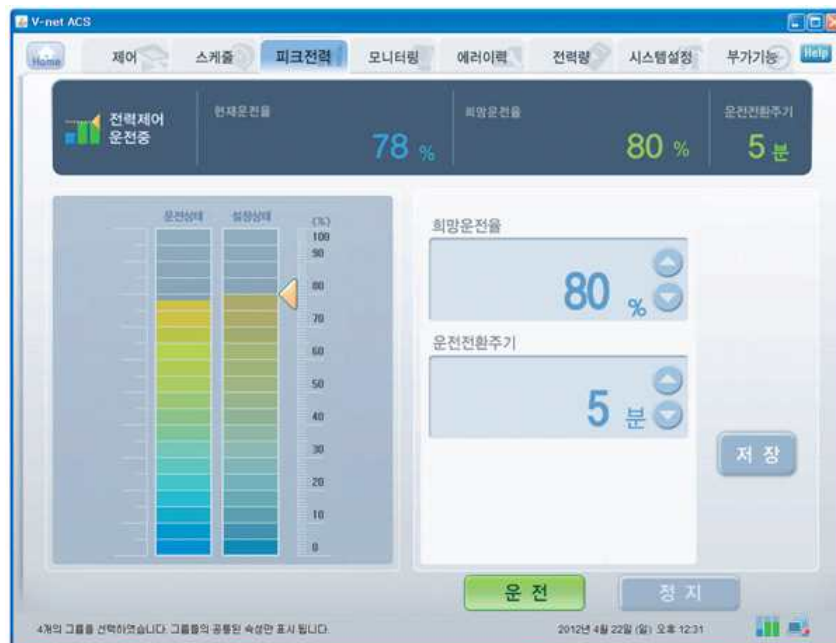 V-net ACS
Home 제어 스케줄 피크전력 모니터링 에러이력 전력량 시스템설정 부가기능 Help
전력제어
운전중
현재운전율
78 %
희망운전율
80 %
운전전환주기
5 분
운전상태 설정상태 (%)
100
90
80
70
60
50
40
30
20
10
0
희망운전율
80 %
운전전환주기
5 분
저 장
운 전
정 지
4개의 그룹을 선택하였습니다. 그룹들의 공통된 속성만 표시 됩니다.
2012년 4월 22일 (일) 오후 12:31